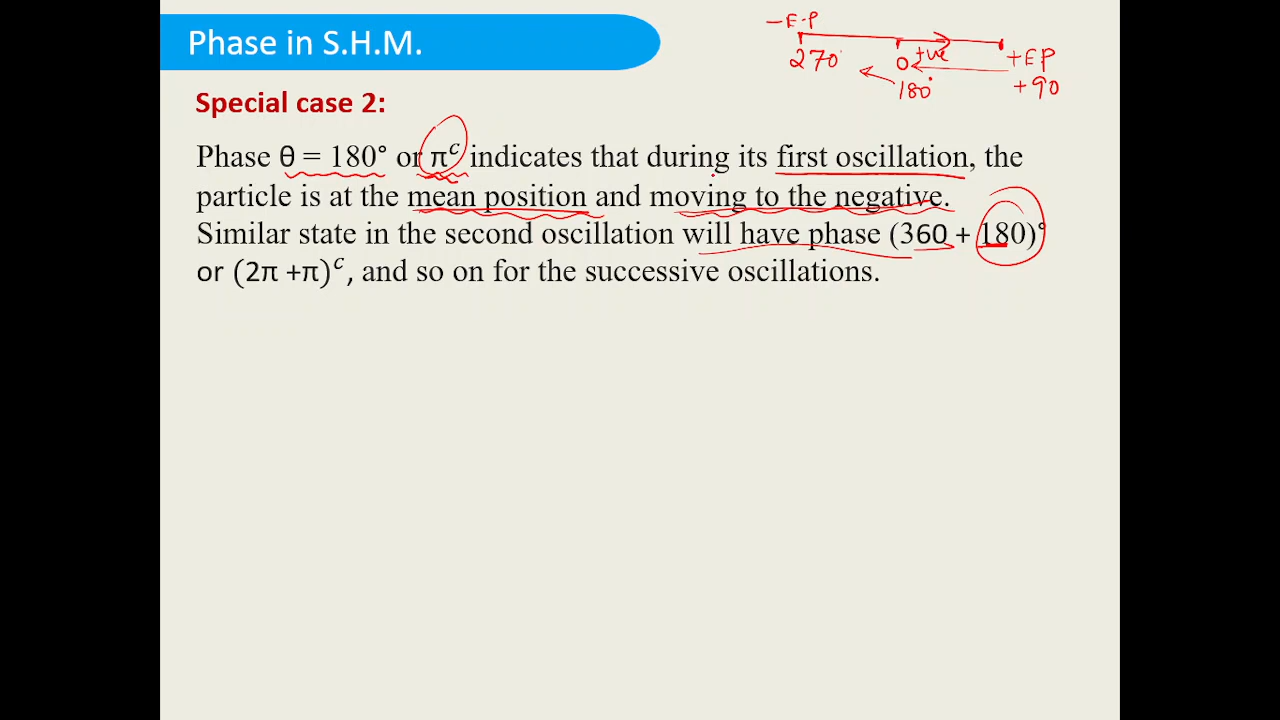 Phase in S.H.M.
-E.P
270°
0 +ve
180°
+EP
+90
Special case 2:
Phase θ = 180° or πᶜ indicates that during its first oscillation, the
particle is at the mean position and moving to the negative.
Similar state in the second oscillation will have phase (360 + 180)°
or (2π +π)ᶜ, and so on for the successive oscillations.